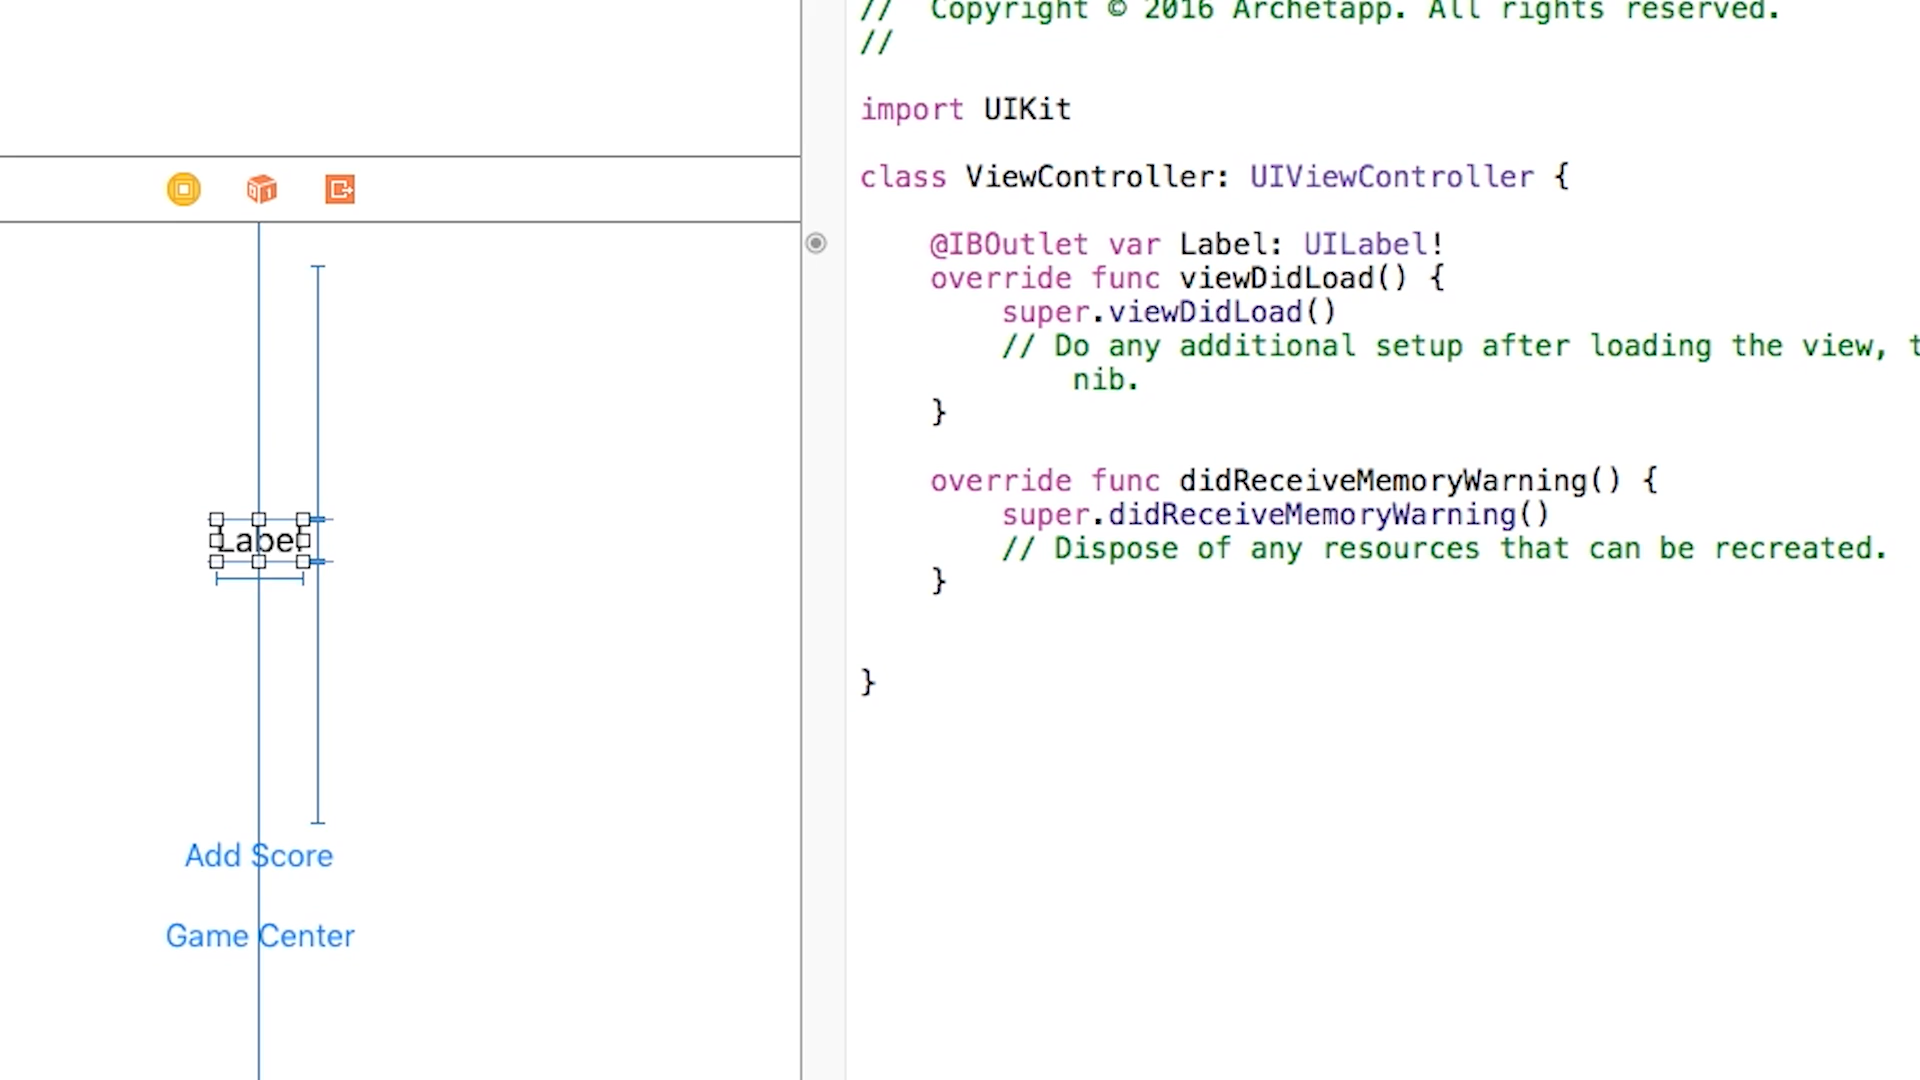 //  Copyright © 2016 Archetapp. All rights reserved.
//
import UIKit
class ViewController: UIViewController {
@IBOutlet var Label: UILabel!
override func viewDidLoad() {
super.viewDidLoad()
// Do any additional setup after loading the view, t
nib.
}
override func didReceiveMemoryWarning() {
super.didReceiveMemoryWarning()
// Dispose of any resources that can be recreated.
}
}
Label
Add Score
Game Center